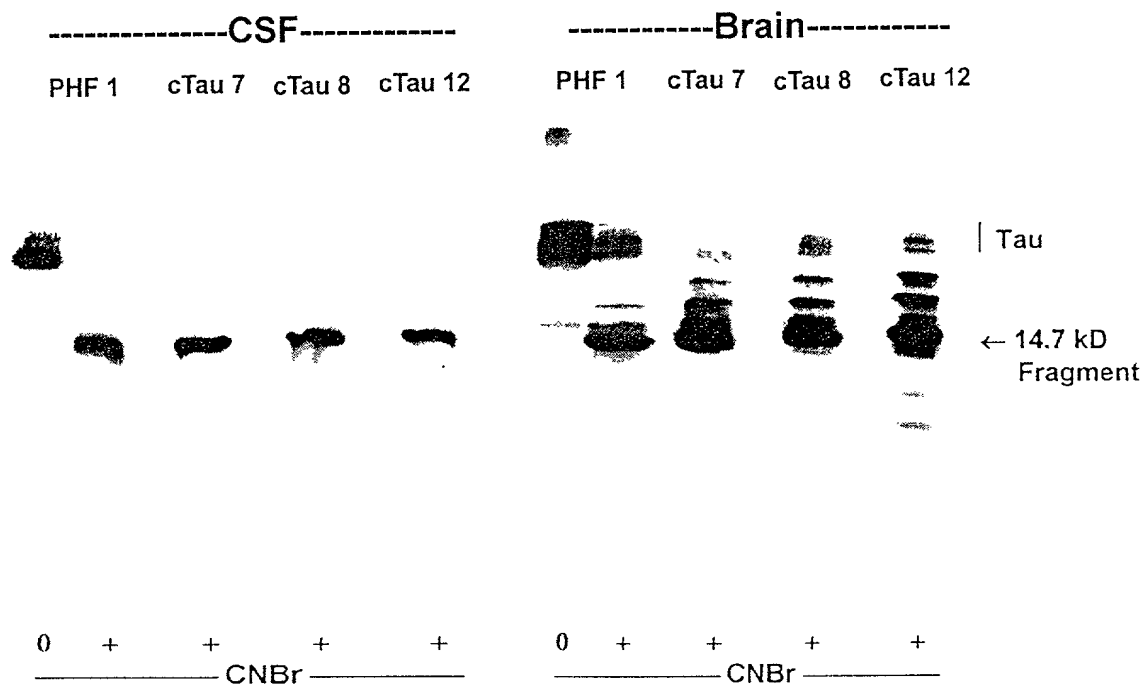 ---------------CSF-------------
------------Brain------------
PHF 1 cTau 7 cTau 8 cTau 12
PHF 1 cTau 7 cTau 8 cTau 12
Tau
← 14.7 kD
Fragment
0 + + + +
0 + + + +
CNBr
CNBr